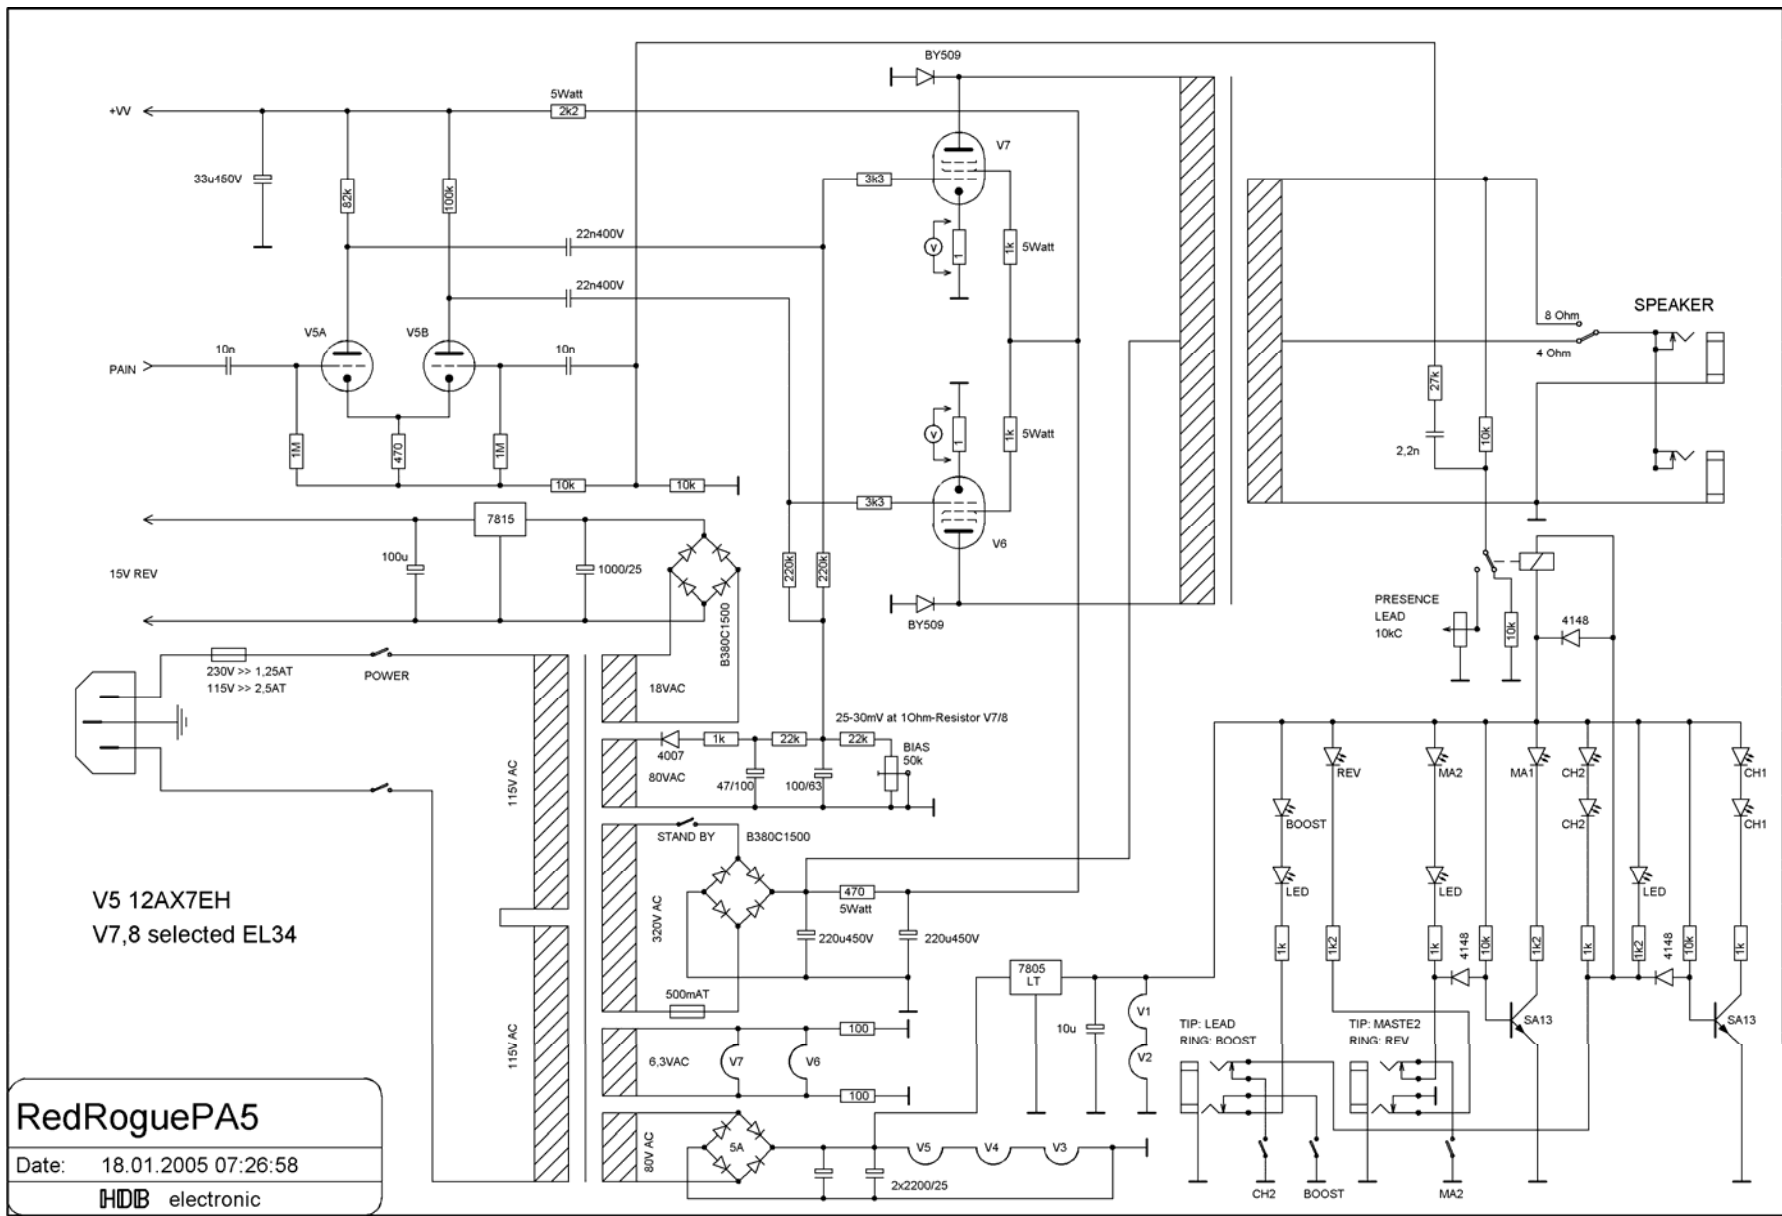 BY509
+VV
5Watt
2k2
V7
33u450V
82k
100k
3k3
22n400V
V
1
1k
5Watt
22n400V
SPEAKER
8 Ohm
V5A
V5B
10n
10n
4 Ohm
PAIN
27k
V
1
1k
5Watt
10k
1M
470
1M
2,2n
10k
10k
3k3
7815
V6
100u
1000/25
220k
220k
15V REV
B380C1500
BY509
PRESENCE
LEAD
10kC
10k
4148
230V >> 1,25AT
115V >> 2,5AT
POWER
18VAC
25-30mV at 1Ohm-Resistor V7/8
1k
22k
22k
BIAS
50k
4007
80VAC
47/100
100/63
115V AC
REV
MA2
MA1
CH2
CH1
BOOST
CH2
CH1
STAND BY
B380C1500
320V AC
470
5Watt
LED
LED
LED
V5 12AX7EH
V7,8 selected EL34
220u450V
220u450V
1k
1k2
1k
4148
10k
1k2
1k
1k2
4148
10k
1k
7805
LT
500mAT
V1
10u
SA13
SA13
TIP: LEAD
RING: BOOST
TIP: MASTE2
RING: REV
115V AC
6,3VAC
V7
V6
100
100
V2
80V AC
5A
V5
V4
V3
2x2200/25
CH2
BOOST
MA2
RedRoguePA5
Date: 18.01.2005 07:26:58
HDB electronic